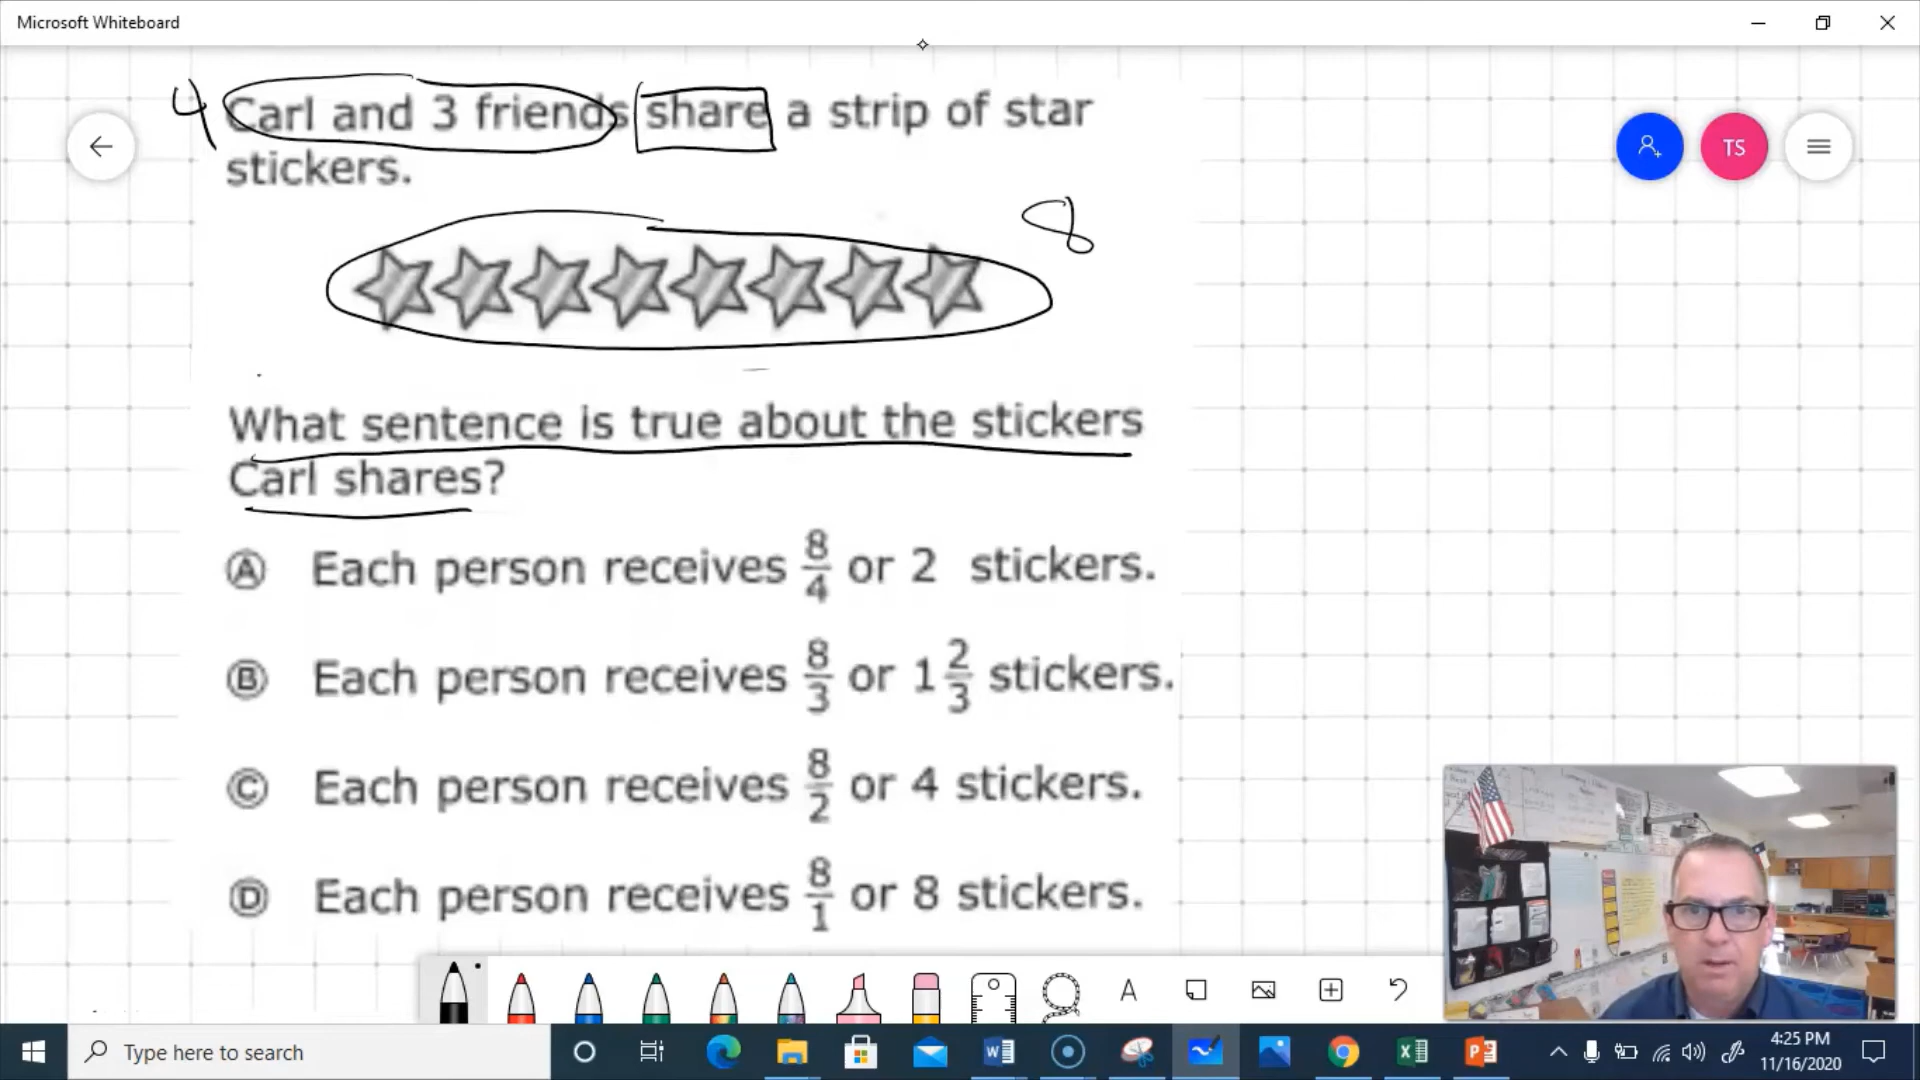 Microsoft Whiteboard
4 Carl and 3 friends share a strip of star
stickers.
8
What sentence is true about the stickers
Carl shares?
A Each person receives 8/4 or 2 stickers.
B Each person receives 8/3 or 1 2/3 stickers.
C Each person receives 8/2 or 4 stickers.
D Each person receives 8/1 or 8 stickers.
TS
A
Type here to search
4:25 PM
11/16/2020